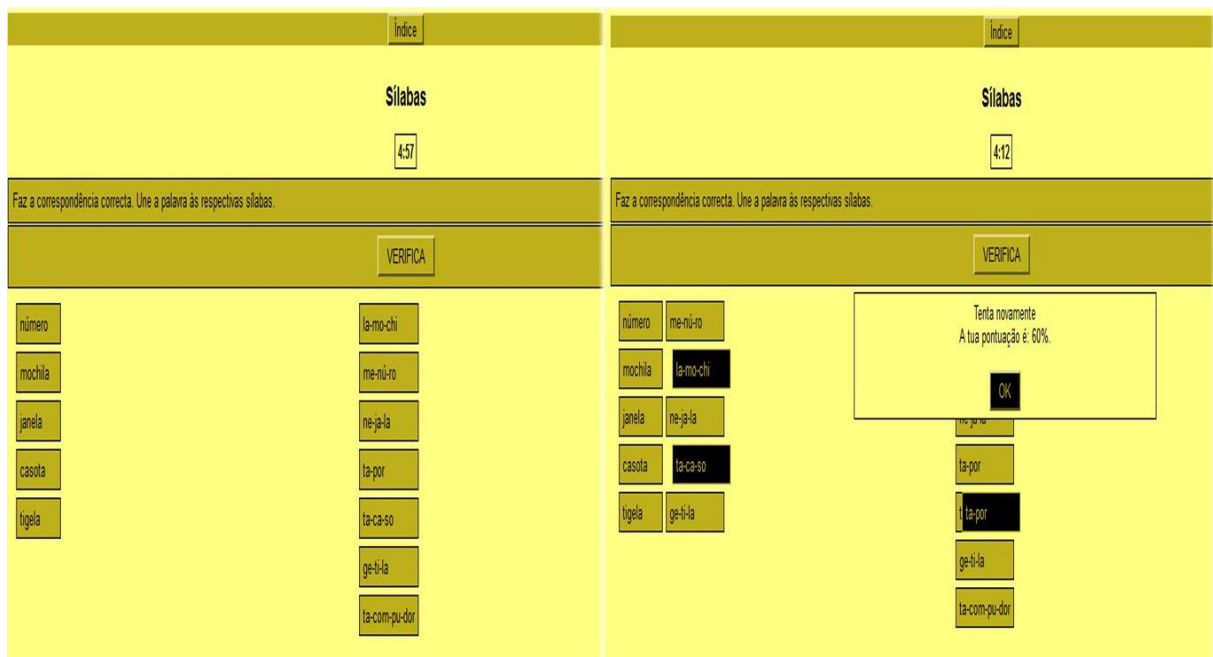 Índice
Sílabas
4:57
Faz a correspondência correcta. Une a palavra às respectivas sílabas.
VERIFICA
número
la-mo-chi
mochila
me-nú-ro
janela
ne-ja-la
casota
ta-por
tigela
ta-ca-so
ge-ti-la
ta-com-pu-dor
Índice
Sílabas
4:12
Faz a correspondência correcta. Une a palavra às respectivas sílabas.
VERIFICA
número me-nú-ro
Tenta novamente
A tua pontuação é: 60%.
mochila la-mo-chi
OK
janela ne-ja-la
ne-ja-la
casota ta-ca-so
ta-por
tigela ge-ti-la
ta-por
ge-ti-la
ta-com-pu-dor